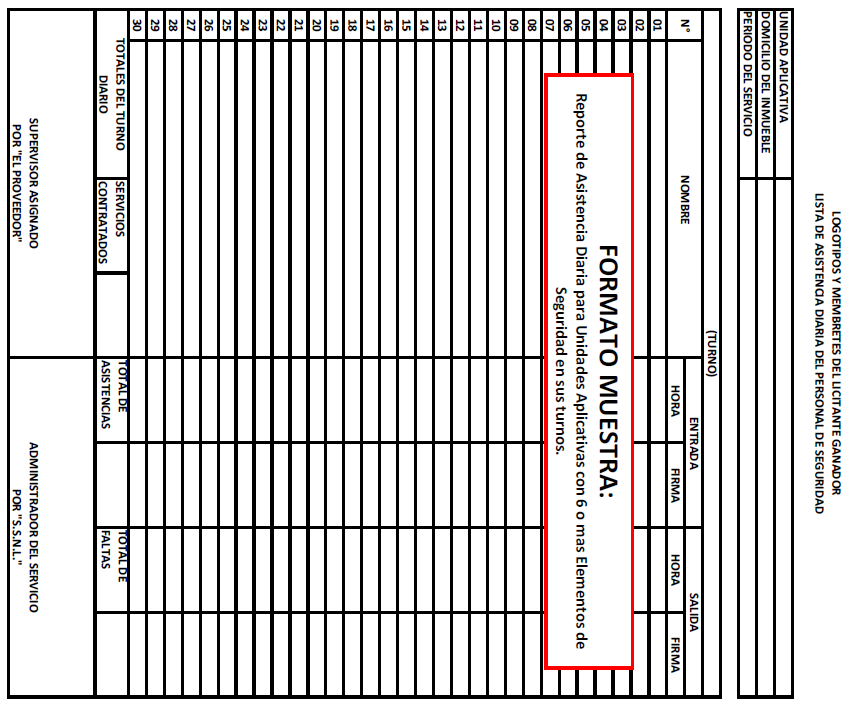 LOGOTIPOS Y MEMBRETES DEL LICITANTE GANADOR
LISTA DE ASISTENCIA DIARIA DEL PERSONAL DE SEGURIDAD
UNIDAD APLICATIVA
DOMICILIO DEL INMUEBLE
PERIODO DEL SERVICIO
(TURNO)
N° NOMBRE ENTRADA SALIDA
HORA FIRMA HORA FIRMA
01
02
03
04
05
06
07
08
09
10
11
12
13
14
15
16
17
18
19
20
21
22
23
24
25
26
27
28
29
30
FORMATO MUESTRA:
Reporte de Asistencia Diaria para Unidades Aplicativas con 6 o mas Elementos de
Seguridad en sus turnos.
TOTALES DEL TURNO SERVICIOS TOTAL DE TOTAL DE
DIARIO CONTRATADOS ASISTENCIAS FALTAS
SUPERVISOR ASIGNADO ADMINISTRADOR DEL SERVICIO
POR "EL PROVEEDOR" POR "S.S.N.L."